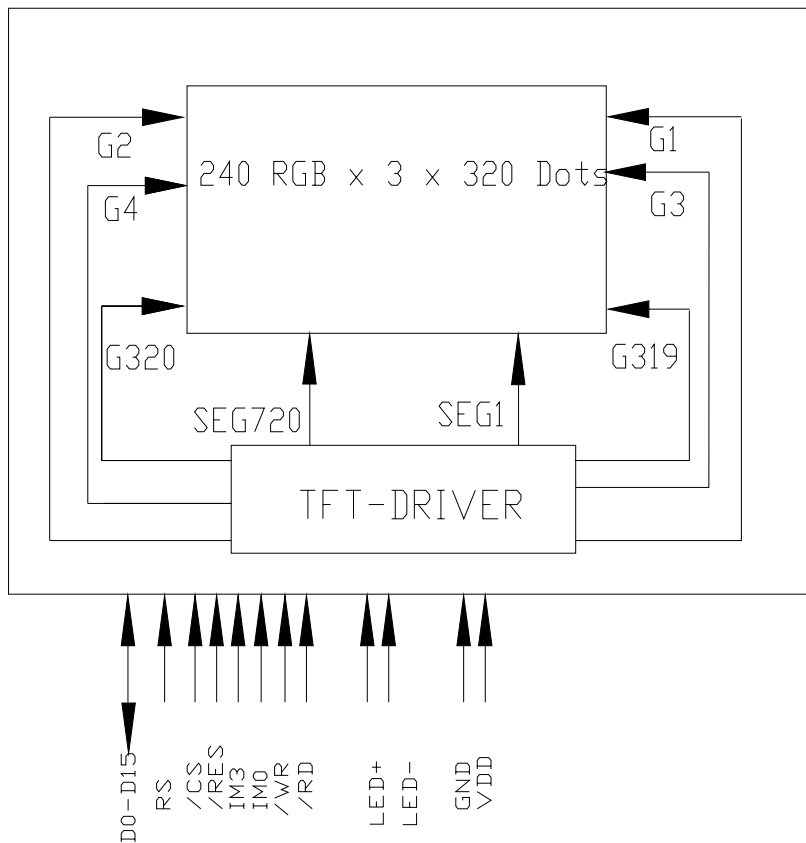 G2
G1
240 RGB x 3 x 320 Dots
G4
G3
G320
G319
SEG720
SEG1
TFT-DRIVER
D0-D15
RS
/CS
/RES
IM3
IM0
/WR
/RD
LED+
LED-
GND
VDD